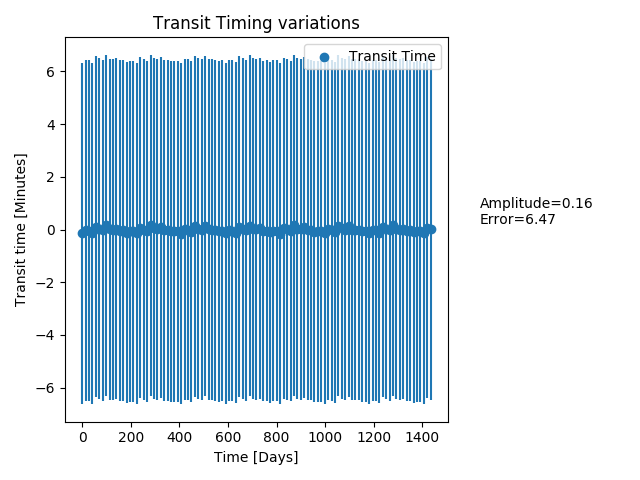 Transit Timing variations
Transit Time
6
4
2
0
−2
−4
−6
Transit time [Minutes]
0 200 400 600 800 1000 1200 1400
Time [Days]
Amplitude=0.16
Error=6.47